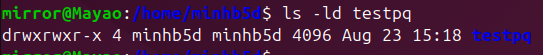 mirror@Mayao:/home/minhb5d$ ls -ld testpq
drwxrwxr-x 4 minhb5d minhb5d 4096 Aug 23 15:18 testpq